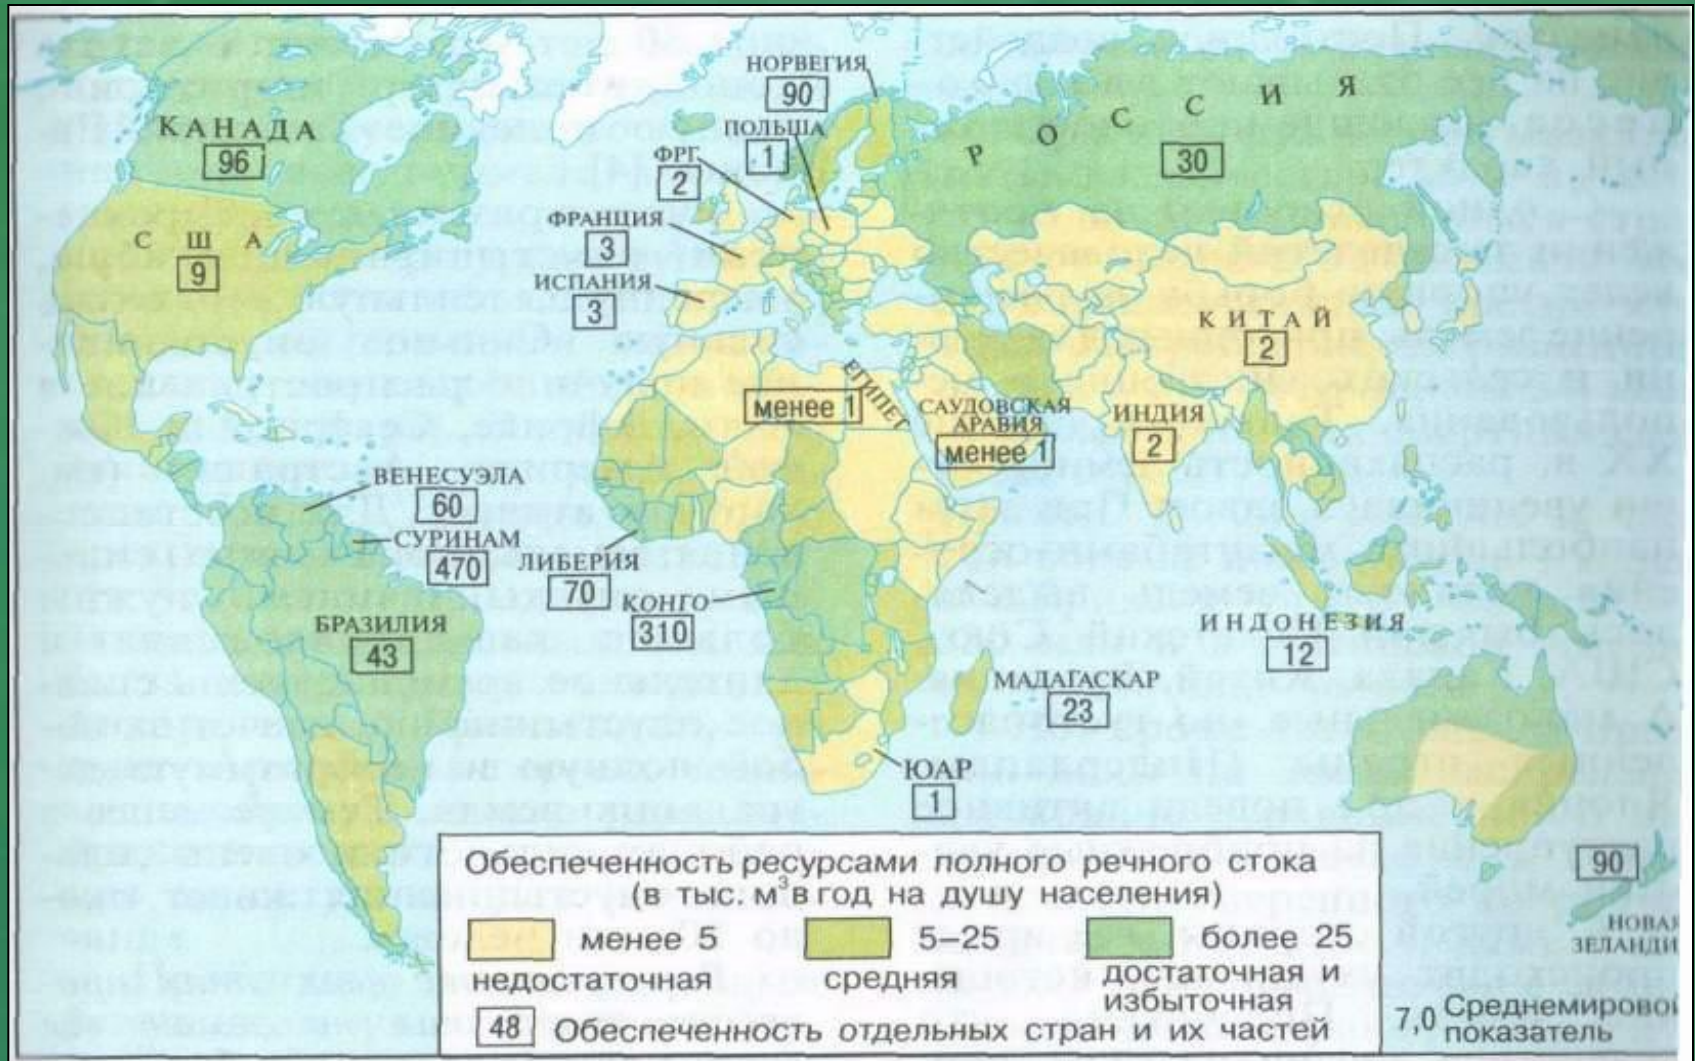 НОРВЕГИЯ
90
КАНАДА
96
ПОЛЬША
1
РОССИЯ
30
ФРГ
2
США
9
ФРАНЦИЯ
3
ИСПАНИЯ
3
КИТАЙ
2
ЕГИПЕТ
менее 1
САУДОВСКАЯ
АРАВИЯ
менее 1
ИНДИЯ
2
ВЕНЕСУЭЛА
60
СУРИНАМ
470
ЛИБЕРИЯ
70
КОНГО
310
БРАЗИЛИЯ
43
ИНДОНЕЗИЯ
12
МАДАГАСКАР
23
ЮАР
1
90
НОВАЯ
ЗЕЛАНДИ
Обеспеченность ресурсами полного речного стока
(в тыс. м³ в год на душу населения)
менее 5
5–25
более 25
недостаточная
средняя
достаточная и
избыточная
48 Обеспеченность отдельных стран и их частей
7,0 Среднемировой
показатель